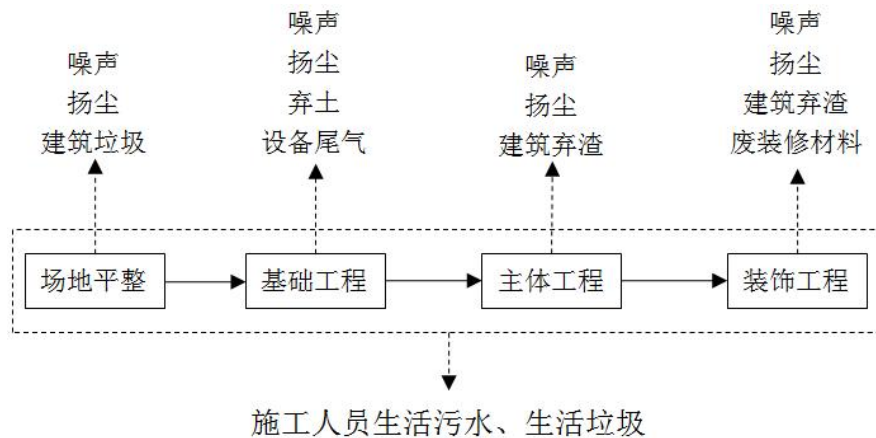 噪声
扬尘
建筑垃圾
噪声
扬尘
弃土
设备尾气
噪声
扬尘
建筑弃渣
噪声
扬尘
建筑弃渣
废装修材料
场地平整
基础工程
主体工程
装饰工程
施工人员生活污水、生活垃圾